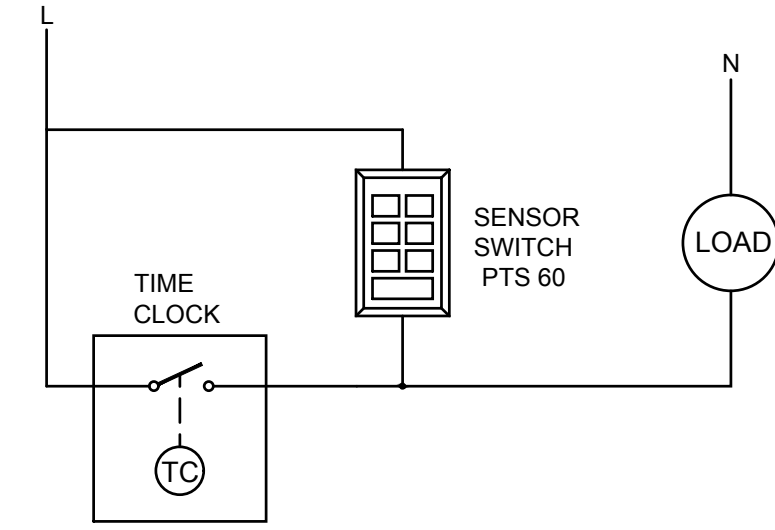 L
N
SENSOR
SWITCH
PTS 60
LOAD
TIME
CLOCK
TC